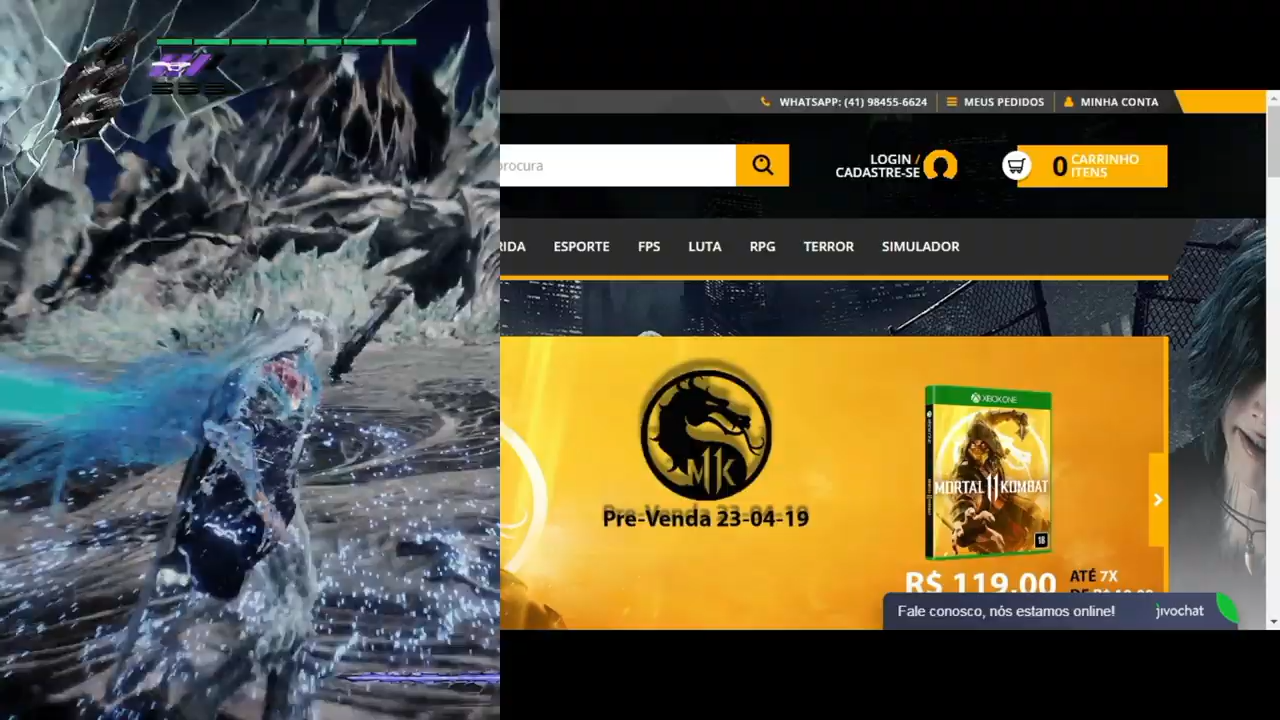 WHATSAPP: (41) 98455-6624
MEUS PEDIDOS
MINHA CONTA
procura
LOGIN /
CADASTRE-SE
0 CARRINHO
ITENS
ESPORTE
FPS
LUTA
RPG
TERROR
SIMULADOR
MK
Pre-Venda 23-04-19
XBOX ONE
MORTAL 11 KOMBAT
18
R$ 119,00
ATÉ 7X
Fale conosco, nós estamos online!
jivochat